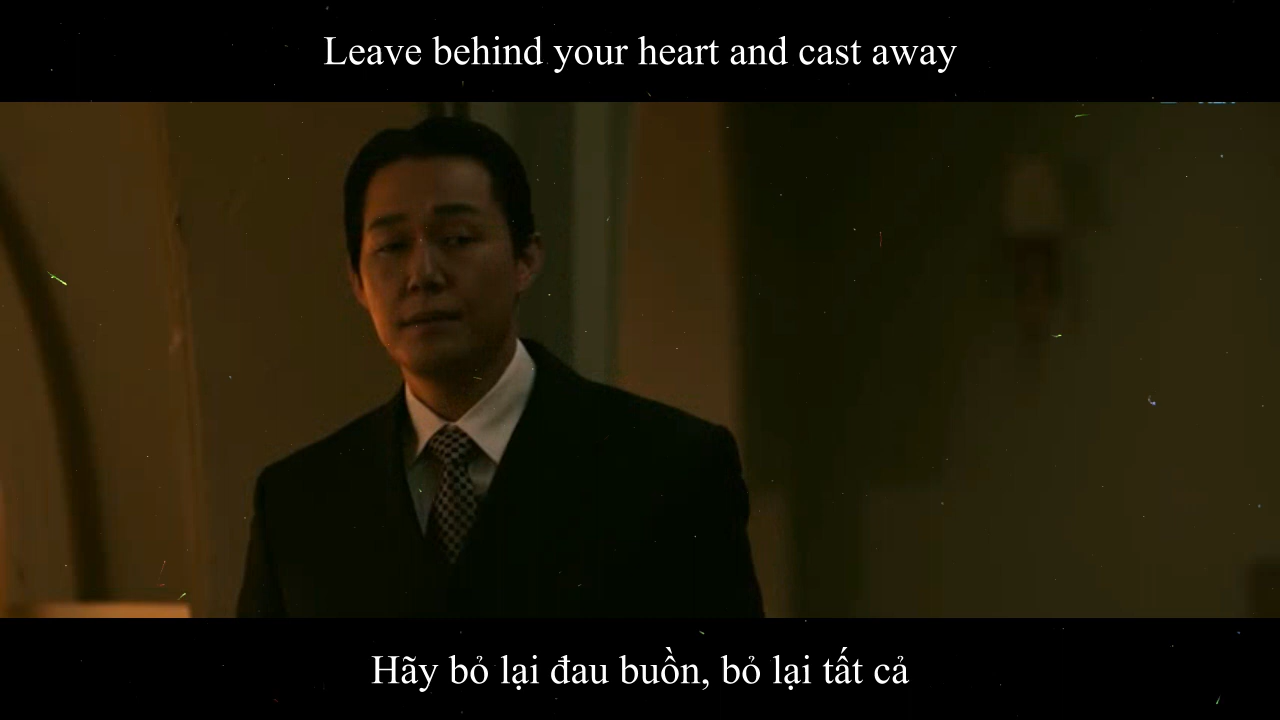 Leave behind your heart and cast away
Hãy bỏ lại đau buồn, bỏ lại tất cả